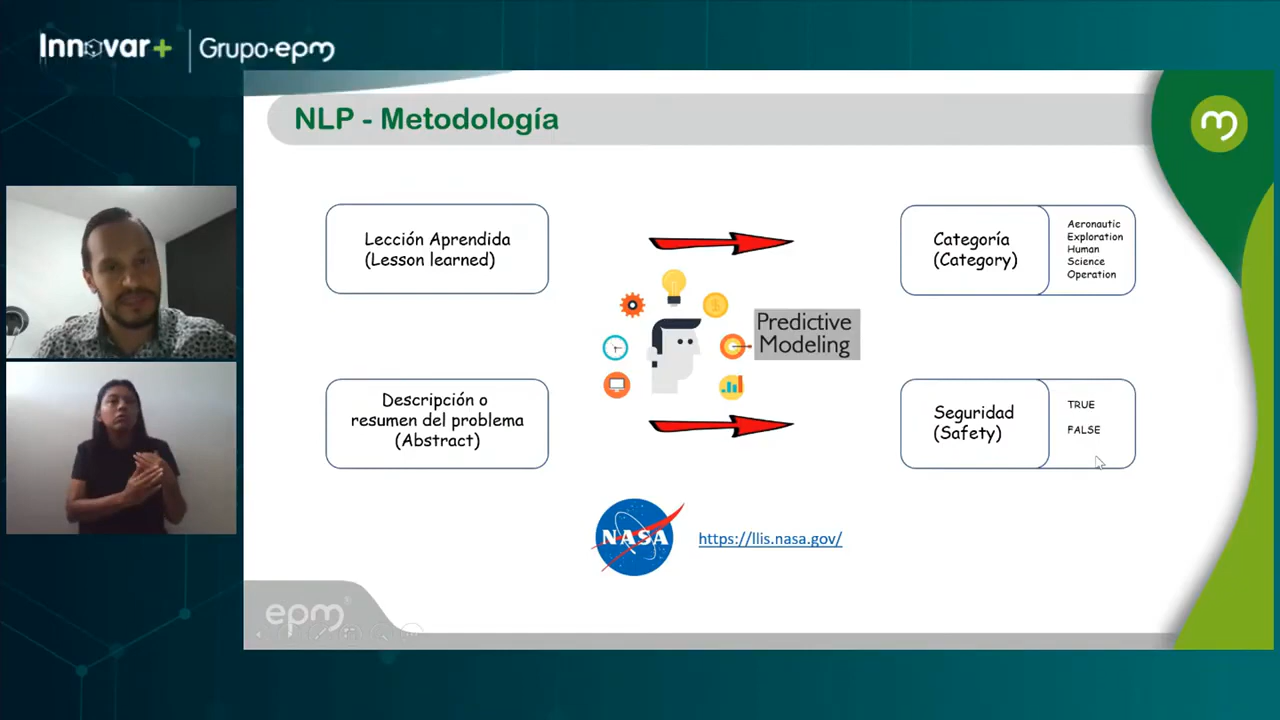 Innovar+ Grupo·epm
NLP - Metodología
Lección Aprendida
(Lesson learned)
Categoría
(Category)
Aeronautic
Exploration
Human
Science
Operation
Predictive
Modeling
Descripción o
resumen del problema
(Abstract)
Seguridad
(Safety)
TRUE
FALSE
NASA
https://llis.nasa.gov/
epm